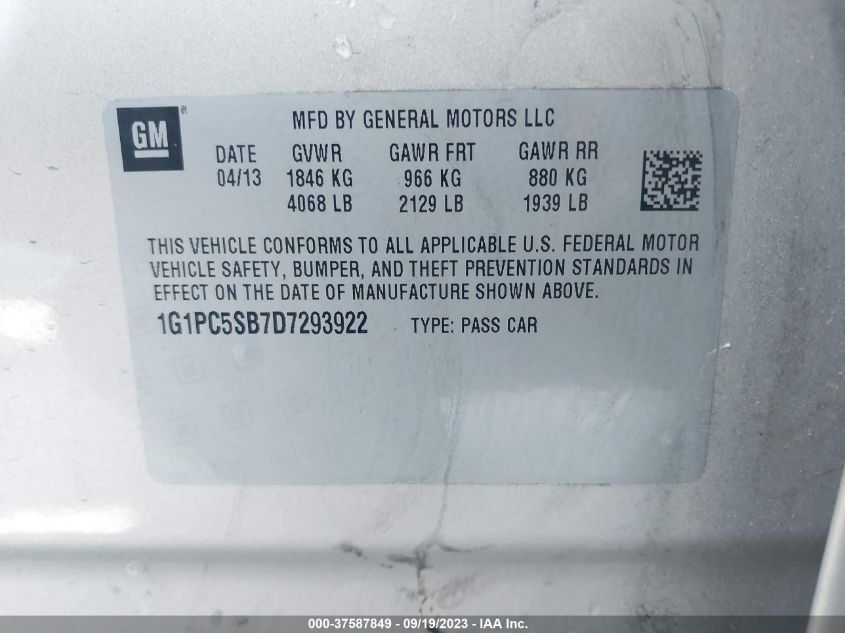 GM®
MFD BY GENERAL MOTORS LLC
DATE GVWR GAWR FRT GAWR RR
04/13 1846 KG 966 KG 880 KG
4068 LB 2129 LB 1939 LB
THIS VEHICLE CONFORMS TO ALL APPLICABLE U.S. FEDERAL MOTOR
VEHICLE SAFETY, BUMPER, AND THEFT PREVENTION STANDARDS IN
EFFECT ON THE DATE OF MANUFACTURE SHOWN ABOVE.
1G1PC5SB7D7293922 TYPE: PASS CAR
000-37587849 - 09/19/2023 - IAA Inc.